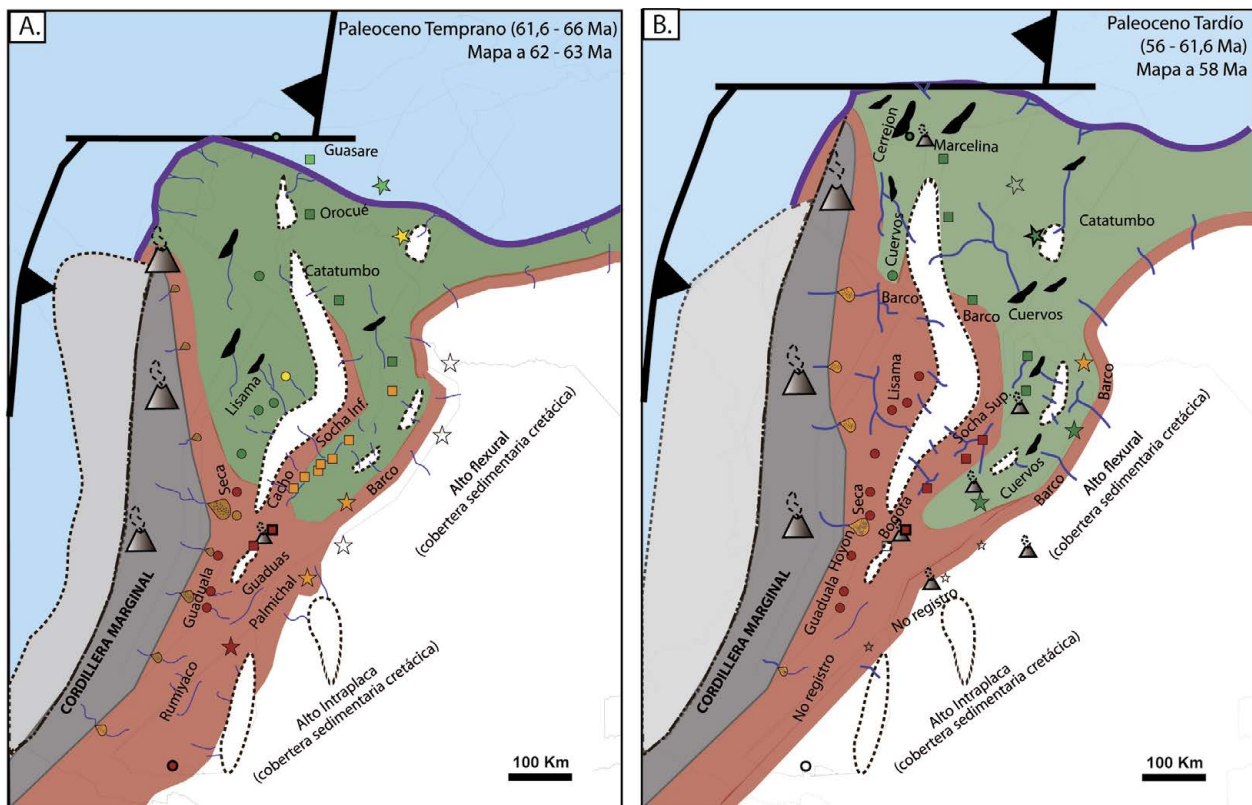 A.
Paleoceno Temprano (61,6 - 66 Ma)
Mapa a 62 - 63 Ma
Guasare
Orocué
Catatumbo
Lisama
Socha Inf.
Cacho
Barco
Seca
Guaduas
Guaduala
Palmichal
Rumiyaco
CORDILLERA MARGINAL
Alto flexural
(cobertera sedimentaria cretácica)
Alto Intraplaca
(cobertera sedimentaria cretácica)
100 Km
B.
Paleoceno Tardío
(56 - 61,6 Ma)
Mapa a 58 Ma
Cerrejon
Marcelina
Catatumbo
Cuervos
Barco
Barco
Cuervos
Lisama
Barco
Socha Sup.
Cuervos
Barco
Seca
Bogota
Hoyon
Guaduala
No registro
No registro
CORDILLERA MARGINAL
Alto flexural
(cobertera sedimentaria cretácica)
Alto Intraplaca
(cobertera sedimentaria cretácica)
100 Km